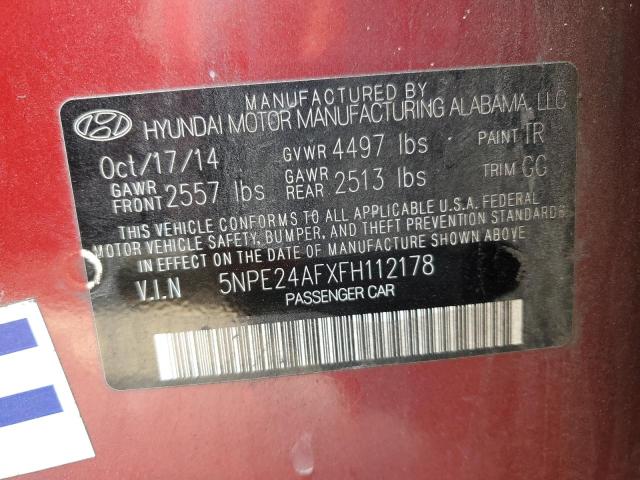 MANUFACTURED BY
HYUNDAI MOTOR MANUFACTURING ALABAMA, LLC
Oct/17/14 GVWR 4497 lbs PAINT TR
GAWR FRONT 2557 lbs GAWR REAR 2513 lbs TRIM GG
THIS VEHICLE CONFORMS TO ALL APPLICABLE U.S.A. FEDERAL
MOTOR VEHICLE SAFETY, BUMPER, AND THEFT PREVENTION STANDARDS
IN EFFECT ON THE DATE OF MANUFACTURE SHOWN ABOVE
V.I.N 5NPE24AFXFH112178
PASSENGER CAR